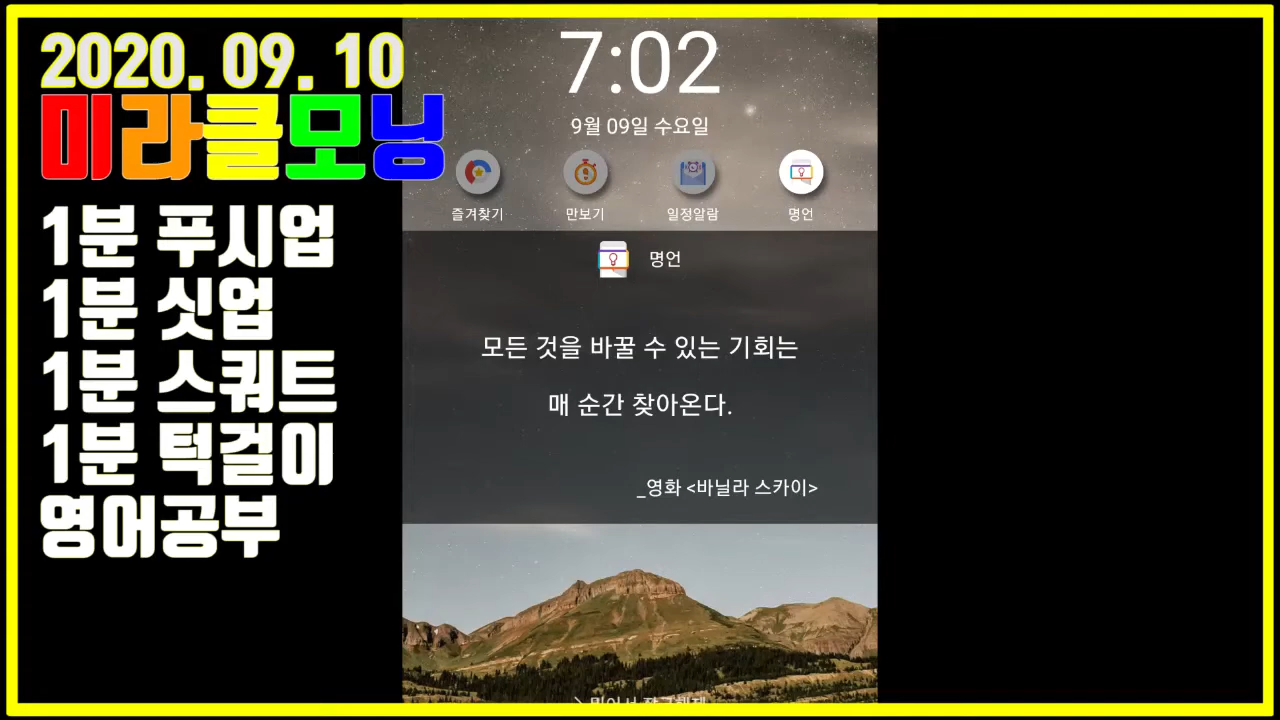 2020. 09. 10
미라클모닝
1분 푸시업
1분 싯업
1분 스쿼트
1분 턱걸이
영어공부
7:02
9월 09일 수요일
즐겨찾기
만보기
일정알람
명언
명언
모든 것을 바꿀 수 있는 기회는
매 순간 찾아온다.
_영화 <바닐라 스카이>